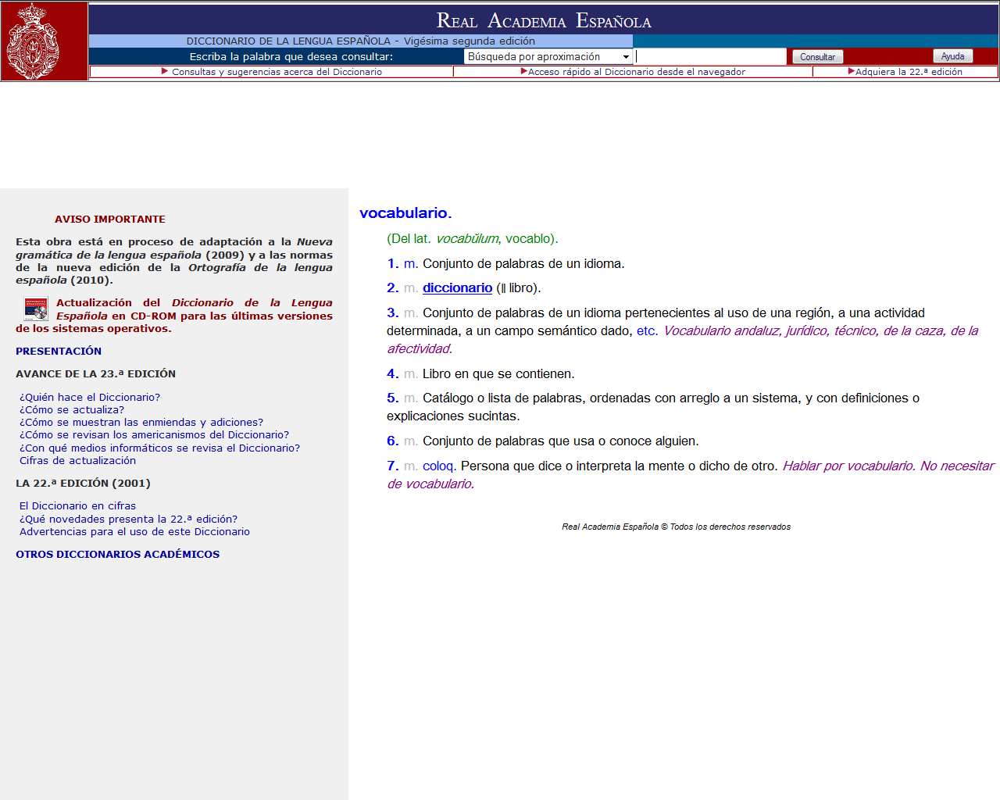 Real Academia Española
DICCIONARIO DE LA LENGUA ESPAÑOLA - Vigésima segunda edición
Escriba la palabra que desea consultar: Búsqueda por aproximación Consultar Ayuda
Consultas y sugerencias acerca del Diccionario Acceso rápido al Diccionario desde el navegador Adquiera la 22.ª edición
AVISO IMPORTANTE
Esta obra está en proceso de adaptación a la Nueva
gramática de la lengua española (2009) y a las normas
de la nueva edición de la Ortografía de la lengua
española (2010).
Actualización del Diccionario de la Lengua
Española en CD-ROM para las últimas versiones
de los sistemas operativos.
PRESENTACIÓN
AVANCE DE LA 23.ª EDICIÓN
¿Quién hace el Diccionario?
¿Cómo se actualiza?
¿Cómo se muestran las enmiendas y adiciones?
¿Cómo se revisan los americanismos del Diccionario?
¿Con qué medios informáticos se revisa el Diccionario?
Cifras de actualización
LA 22.ª EDICIÓN (2001)
El Diccionario en cifras
¿Qué novedades presenta la 22.ª edición?
Advertencias para el uso de este Diccionario
OTROS DICCIONARIOS ACADÉMICOS
vocabulario.
(Del lat. vocabŭlum, vocablo).
1. m. Conjunto de palabras de un idioma.
2. m. diccionario (‖ libro).
3. m. Conjunto de palabras de un idioma pertenecientes al uso de una región, a una actividad
determinada, a un campo semántico dado, etc. Vocabulario andaluz, jurídico, técnico, de la caza, de la
afectividad.
4. m. Libro en que se contienen.
5. m. Catálogo o lista de palabras, ordenadas con arreglo a un sistema, y con definiciones o
explicaciones sucintas.
6. m. Conjunto de palabras que usa o conoce alguien.
7. m. coloq. Persona que dice o interpreta la mente o dicho de otro. Hablar por vocabulario. No necesitar
de vocabulario.
Real Academia Española © Todos los derechos reservados